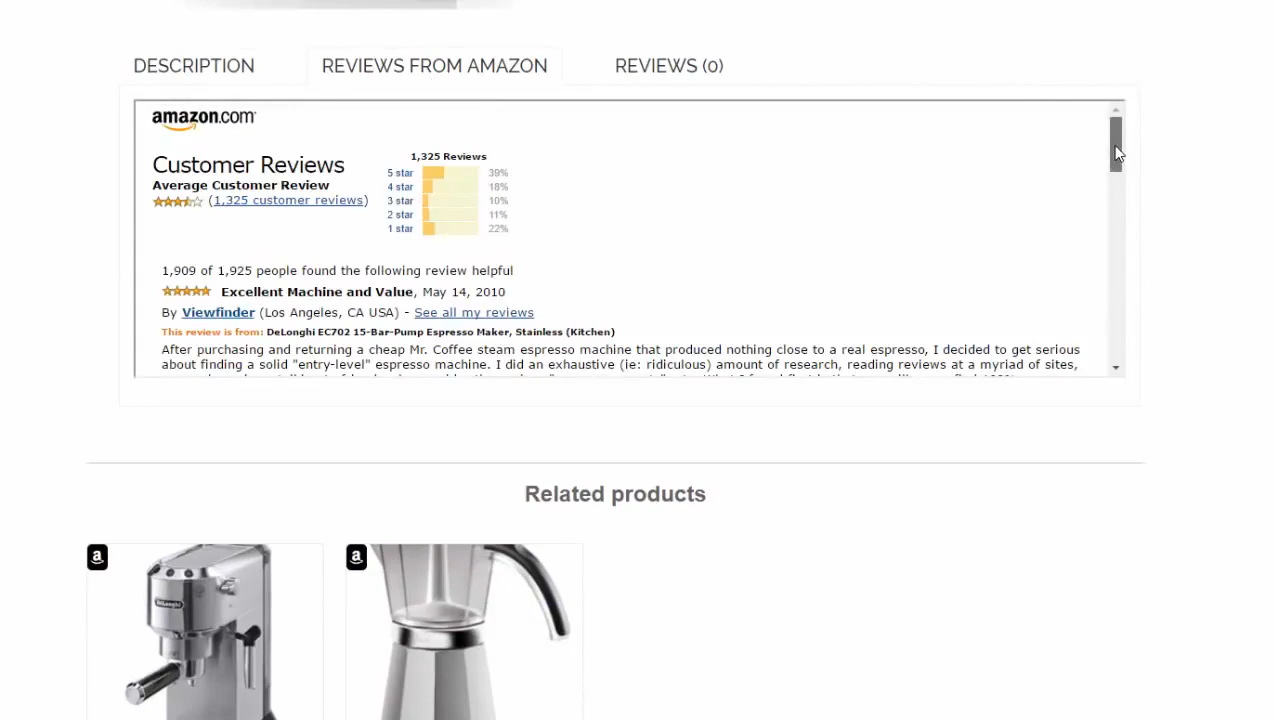 DESCRIPTION
REVIEWS FROM AMAZON
REVIEWS (0)
amazon.com
Customer Reviews
Average Customer Review
(1,325 customer reviews)
1,325 Reviews
5 star 39%
4 star 18%
3 star 10%
2 star 11%
1 star 22%
1,909 of 1,925 people found the following review helpful
Excellent Machine and Value, May 14, 2010
By Viewfinder (Los Angeles, CA USA) - See all my reviews
This review is from: DeLonghi EC702 15-Bar-Pump Espresso Maker, Stainless (Kitchen)
After purchasing and returning a cheap Mr. Coffee steam espresso machine that produced nothing close to a real espresso, I decided to get serious
about finding a solid "entry-level" espresso machine. I did an exhaustive (ie: ridiculous) amount of research, reading reviews at a myriad of sites,
Related products
a
a
DeLonghi